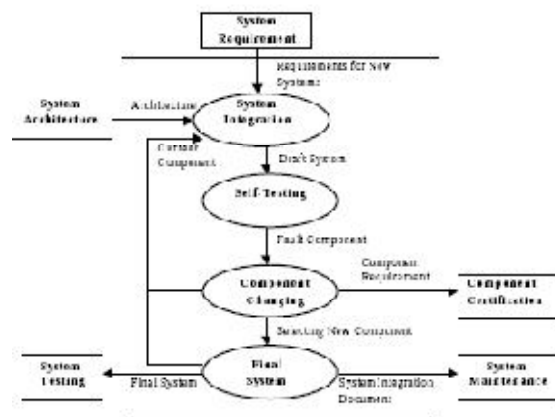 System
Requirement
Requirements for New
Systems
System
Architecture
Architecture
System
Integration
Current
Component
Draft System
Self-Testing
Fault Component
Component
Requirement
Component
Changing
Component
Certification
Selecting New Component
System
Testing
Final System
Final
System
System Integration
Document
System
Maintenance